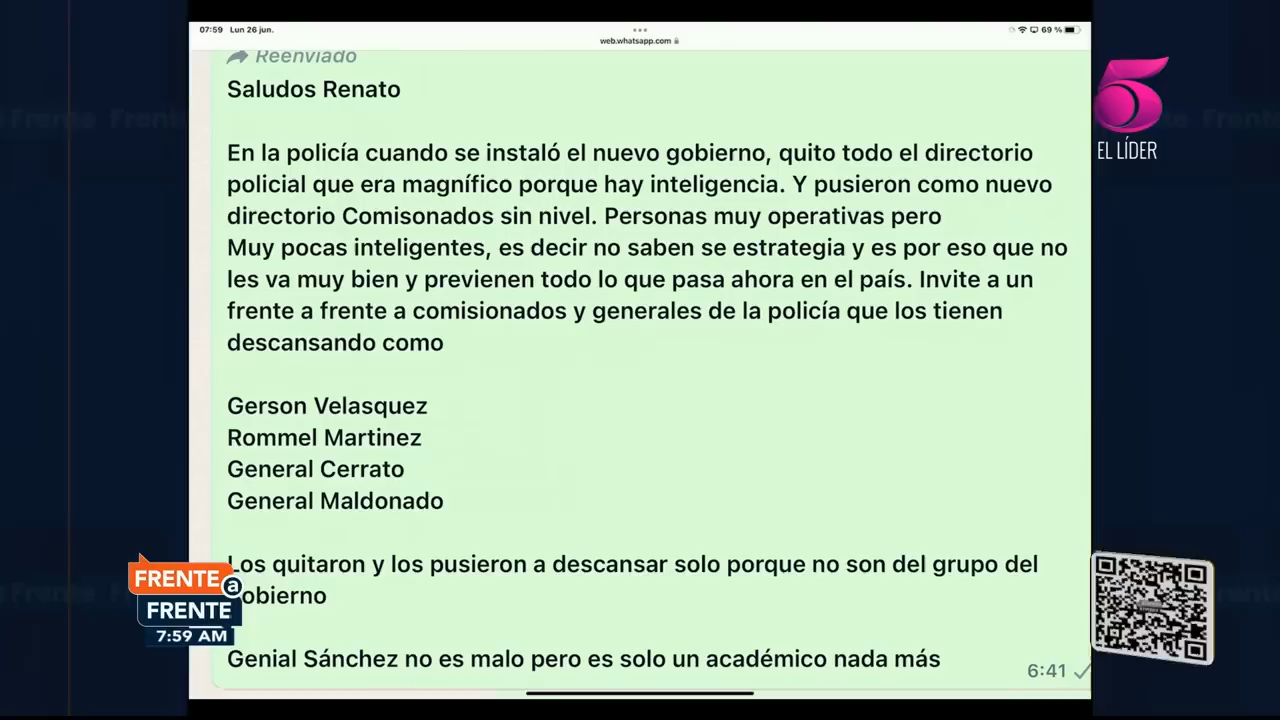 07:59 Lun 26 jun.
web.whatsapp.com
69 %
Reenviado
Saludos Renato
En la policía cuando se instaló el nuevo gobierno, quito todo el directorio
policial que era magnífico porque hay inteligencia. Y pusieron como nuevo
directorio Comisonados sin nivel. Personas muy operativas pero
Muy pocas inteligentes, es decir no saben se estrategia y es por eso que no
les va muy bien y previenen todo lo que pasa ahora en el país. Invite a un
frente a frente a comisionados y generales de la policía que los tienen
descansando como
Gerson Velasquez
Rommel Martinez
General Cerrato
General Maldonado
Los quitaron y los pusieron a descansar solo porque no son del grupo del
obierno
Genial Sánchez no es malo pero es solo un académico nada más
6:41
5
EL LÍDER
FRENTE a
FRENTE
7:59 AM